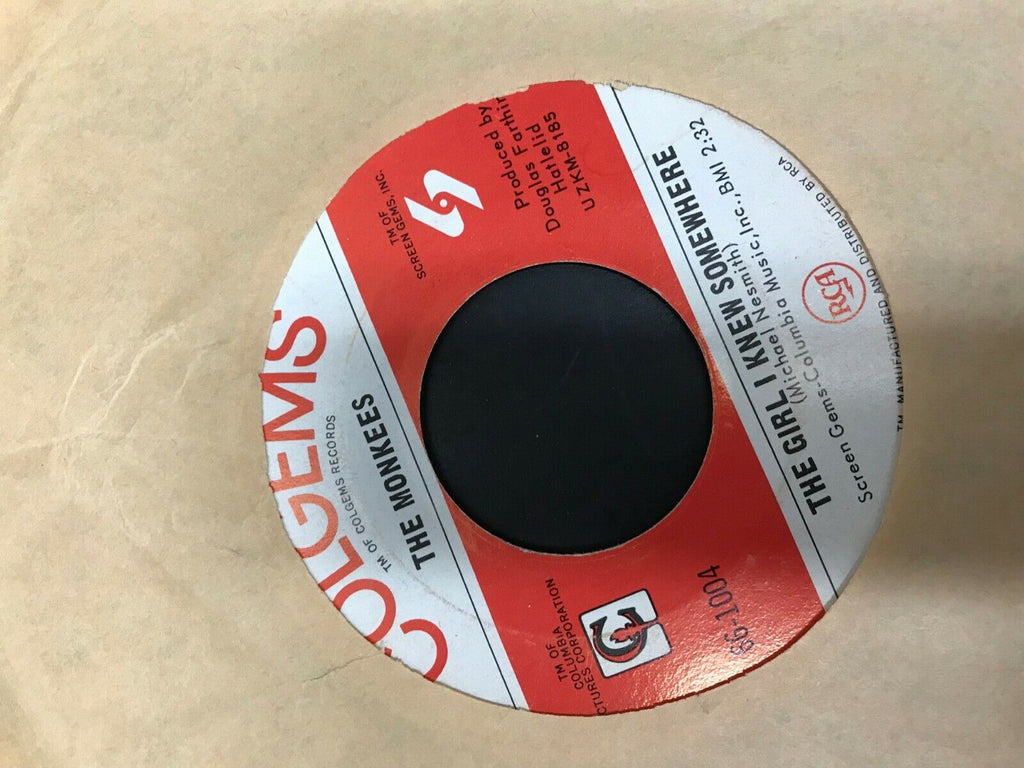 COLGEMS
TM OF COLGEMS RECORDS
THE MONKEES
TM OF
COLUMBIA
CTURES CORPORATION
66-1004
TM OF
SCREEN GEMS, INC.
Produced by
Douglas Farthin
Hatlelid
UZKM-8185
THE GIRL I KNEW SOMEWHERE
(Michael Nesmith)
Screen Gems-Columbia Music, Inc., BMI 2:32
RCA
TM MANUFACTURED AND DISTRIBUTED BY RCA